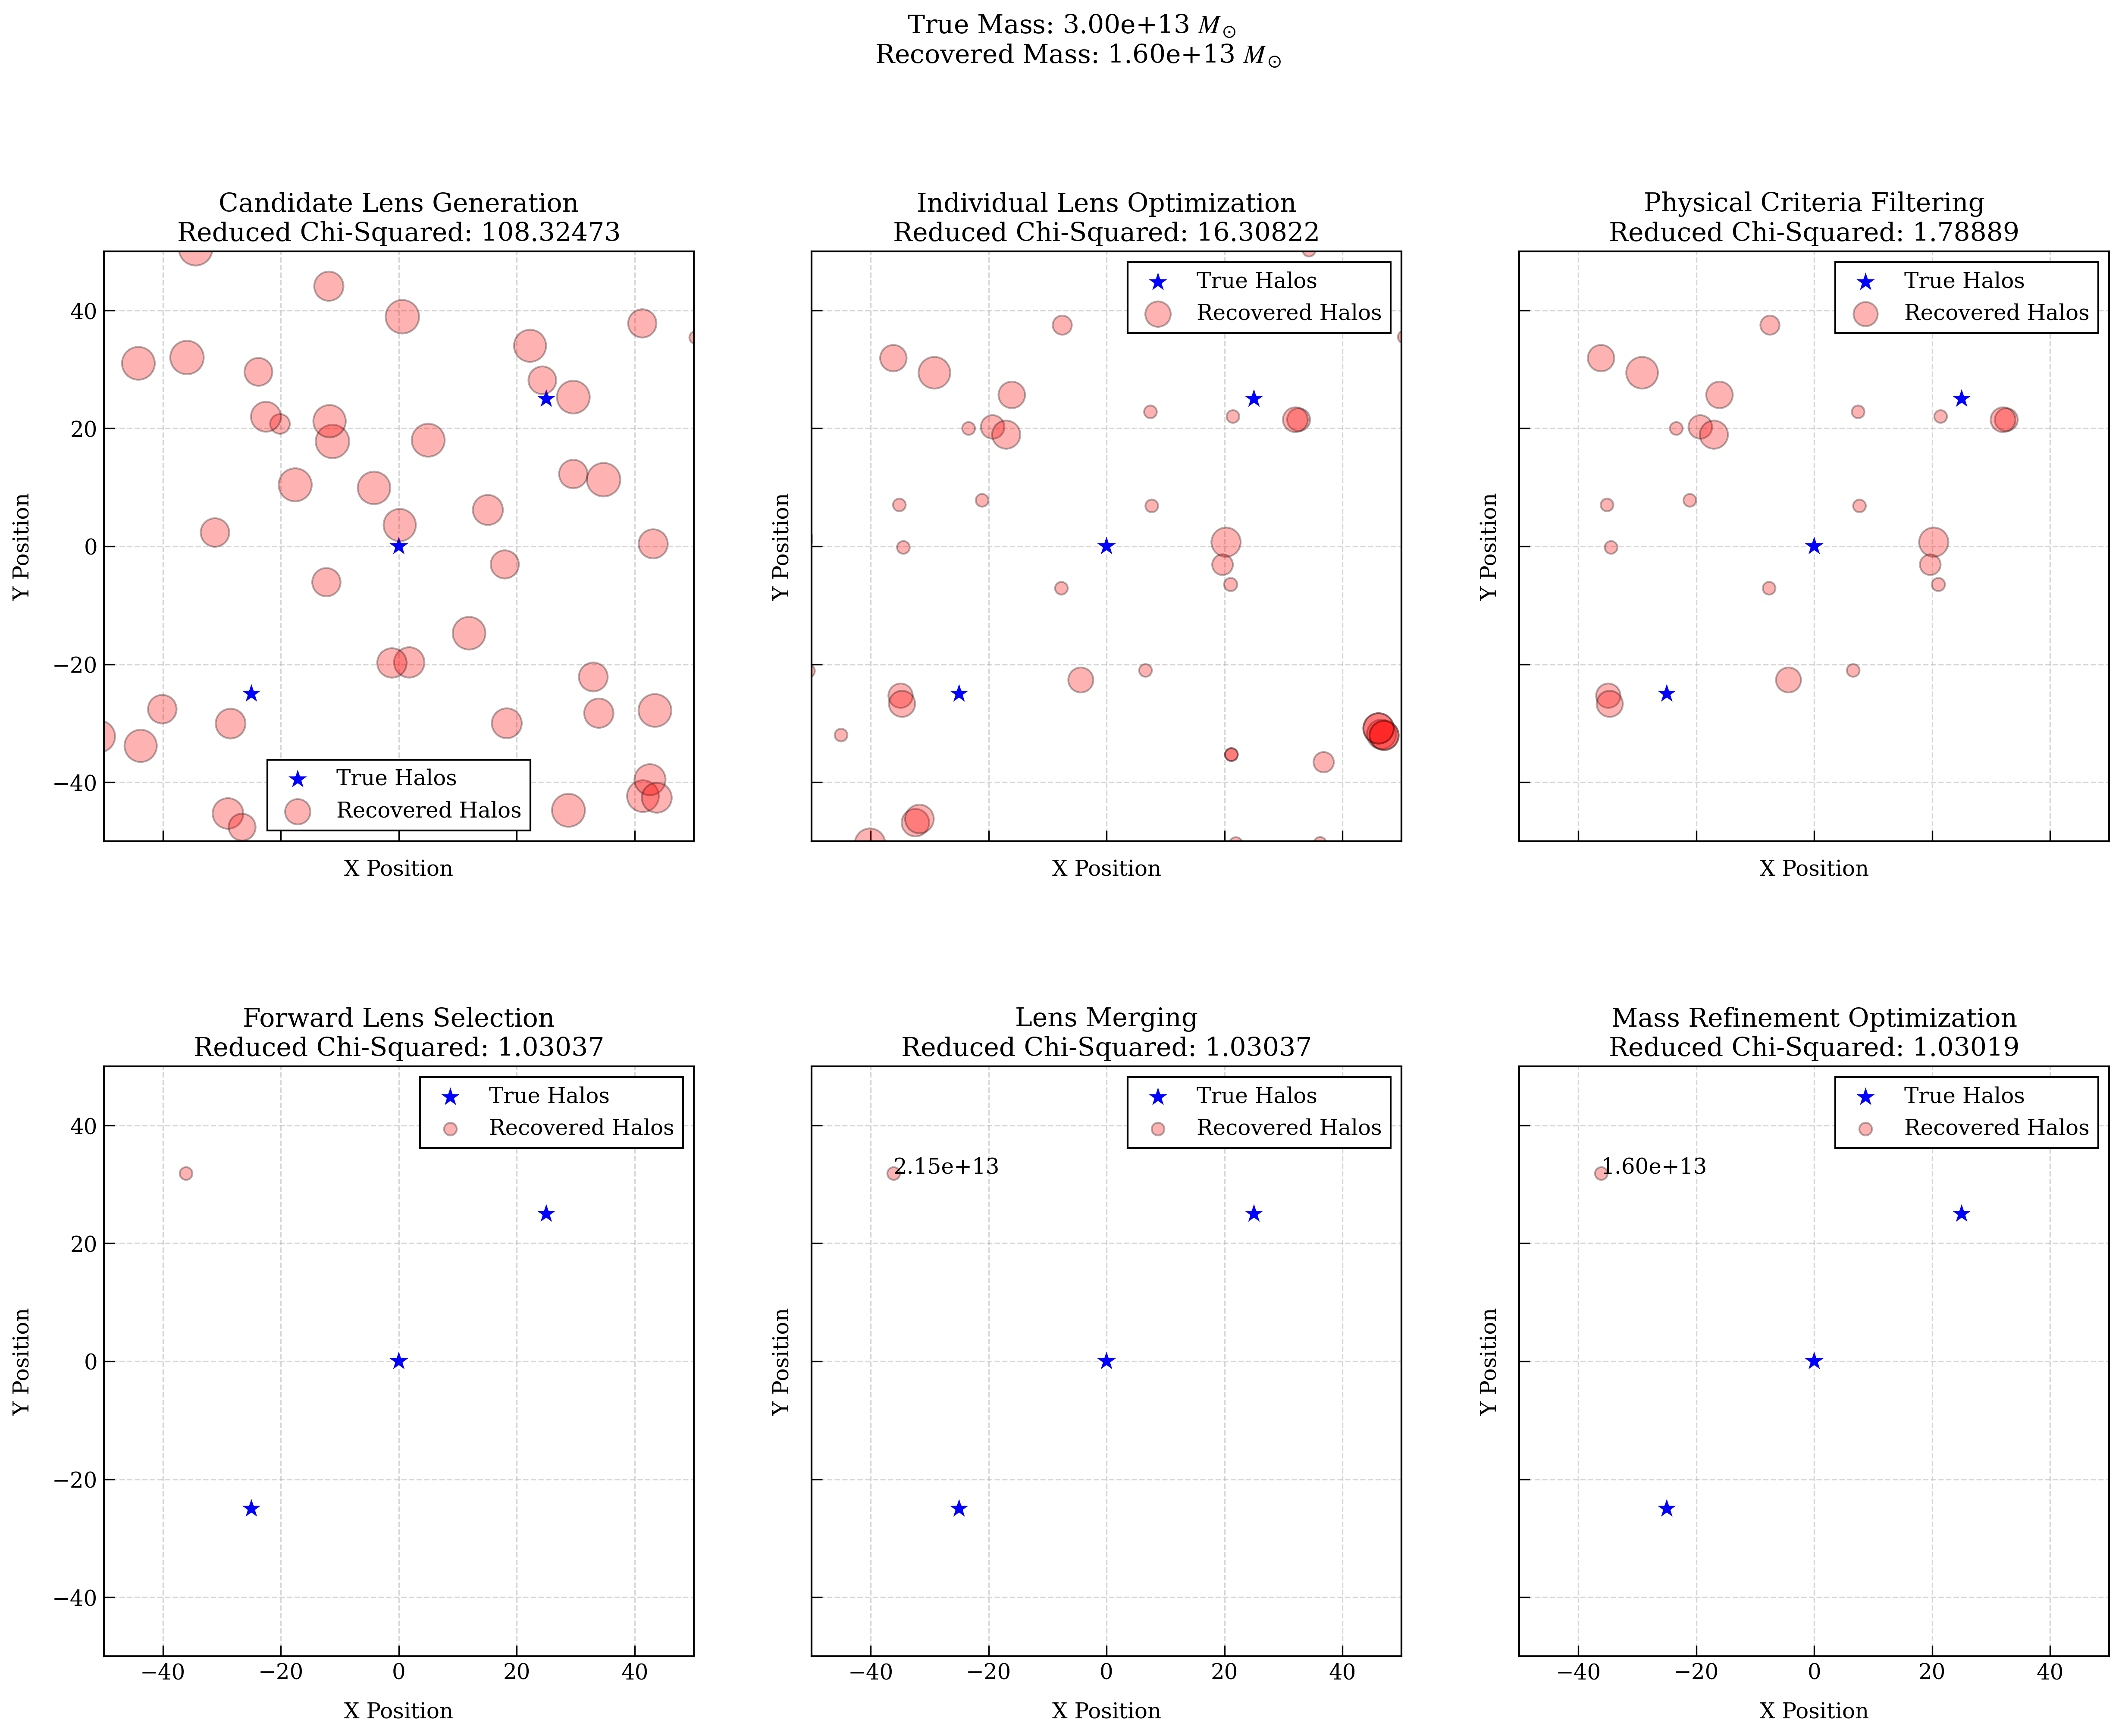 True Mass: 3.00e+13 M⊙
Recovered Mass: 1.60e+13 M⊙
Candidate Lens Generation
Reduced Chi-Squared: 108.32473
Y Position
40
20
0
−20
−40
True Halos
Recovered Halos
X Position
Individual Lens Optimization
Reduced Chi-Squared: 16.30822
Y Position
True Halos
Recovered Halos
X Position
Physical Criteria Filtering
Reduced Chi-Squared: 1.78889
Y Position
True Halos
Recovered Halos
X Position
Forward Lens Selection
Reduced Chi-Squared: 1.03037
Y Position
40
20
0
−20
−40
True Halos
Recovered Halos
−40 −20 0 20 40
X Position
Lens Merging
Reduced Chi-Squared: 1.03037
Y Position
True Halos
Recovered Halos
2.15e+13
−40 −20 0 20 40
X Position
Mass Refinement Optimization
Reduced Chi-Squared: 1.03019
Y Position
True Halos
Recovered Halos
1.60e+13
−40 −20 0 20 40
X Position